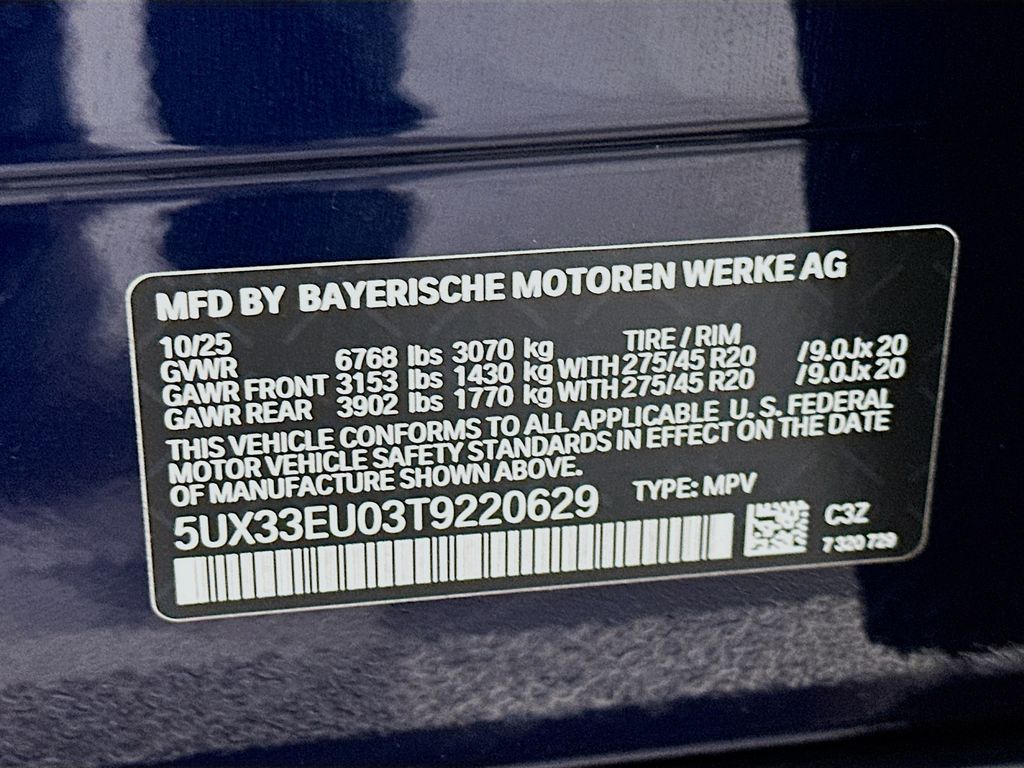 MFD BY BAYERISCHE MOTOREN WERKE AG
10/25 TIRE / RIM
GVWR 6768 lbs 3070 kg
GAWR FRONT 3153 lbs 1430 kg WITH 275/45 R20 / 9.0Jx 20
GAWR REAR 3902 lbs 1770 kg WITH 275/45 R20 / 9.0Jx 20
THIS VEHICLE CONFORMS TO ALL APPLICABLE U. S. FEDERAL
MOTOR VEHICLE SAFETY STANDARDS IN EFFECT ON THE DATE
OF MANUFACTURE SHOWN ABOVE.
5UX33EU03T9220629 TYPE: MPV
C3Z
7 320 729